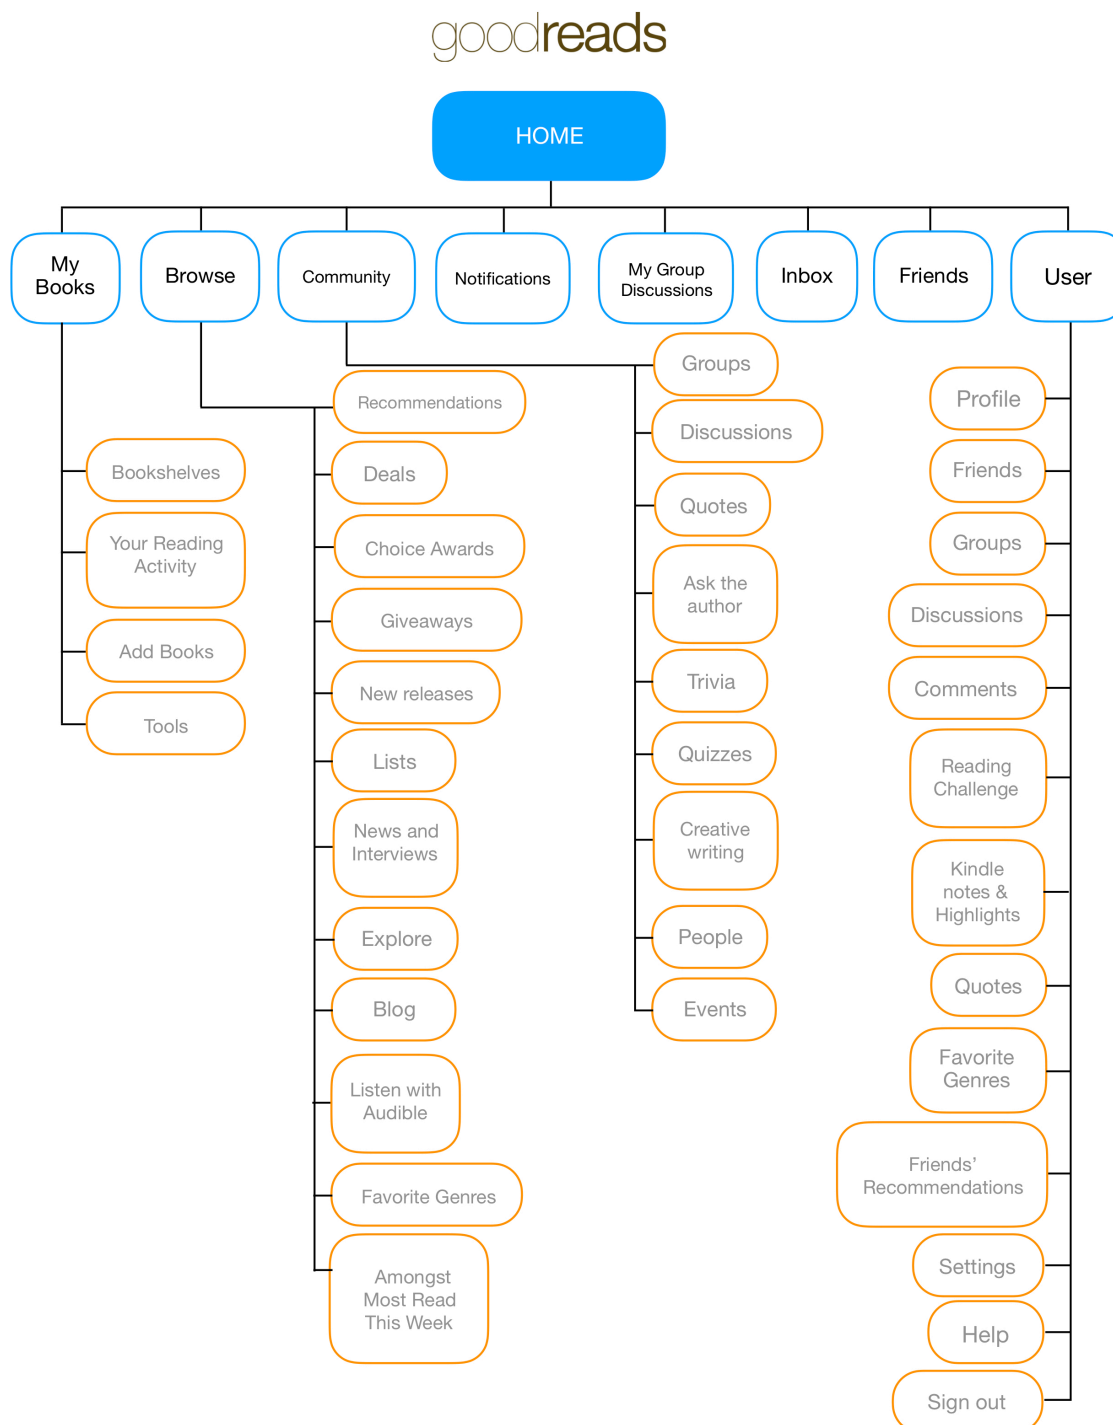 goodreads
HOME
My
Books
Browse
Community
Notifications
My Group
Discussions
Inbox
Friends
User
Bookshelves
Your Reading
Activity
Add Books
Tools
Recommendations
Deals
Choice Awards
Giveaways
New releases
Lists
News and
Interviews
Explore
Blog
Listen with
Audible
Favorite Genres
Amongst
Most Read
This Week
Groups
Discussions
Quotes
Ask the
author
Trivia
Quizzes
Creative
writing
People
Events
Profile
Friends
Groups
Discussions
Comments
Reading
Challenge
Kindle
notes &
Highlights
Quotes
Favorite
Genres
Friends’
Recommendations
Settings
Help
Sign out